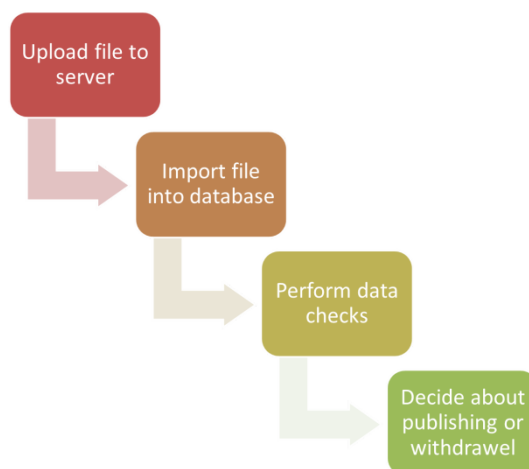 Upload file to
server
Import file
into database
Perform data
checks
Decide about
publishing or
withdrawel